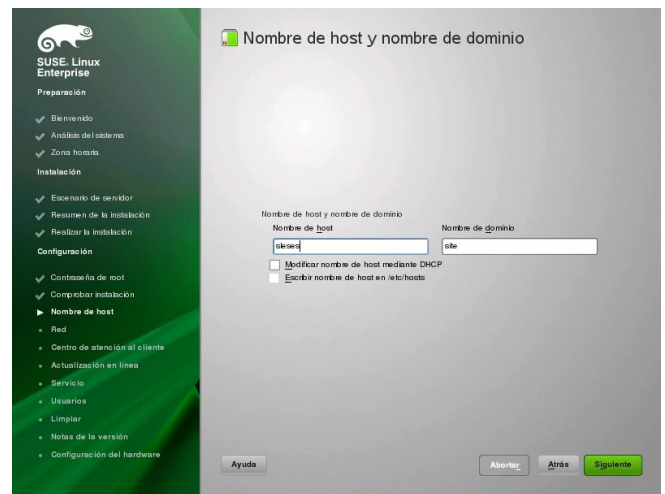 SUSE. Linux
Enterprise
Preparación
Bienvenido
Análisis del sistema
Zona horaria
Instalación
Escenario de servidor
Resumen de la instalación
Realizar la instalación
Configuración
Contraseña de root
Comprobar instalación
Nombre de host
Red
Centro de atención al cliente
Actualización en línea
Servicio
Usuarios
Limpiar
Notas de la versión
Configuración del hardware
Nombre de host y nombre de dominio
Nombre de host y nombre de dominio
Nombre de host Nombre de dominio
sleses site
Modificar nombre de host mediante DHCP
Escribir nombre de host en /etc/hosts
Ayuda Abortar Atrás Siguiente